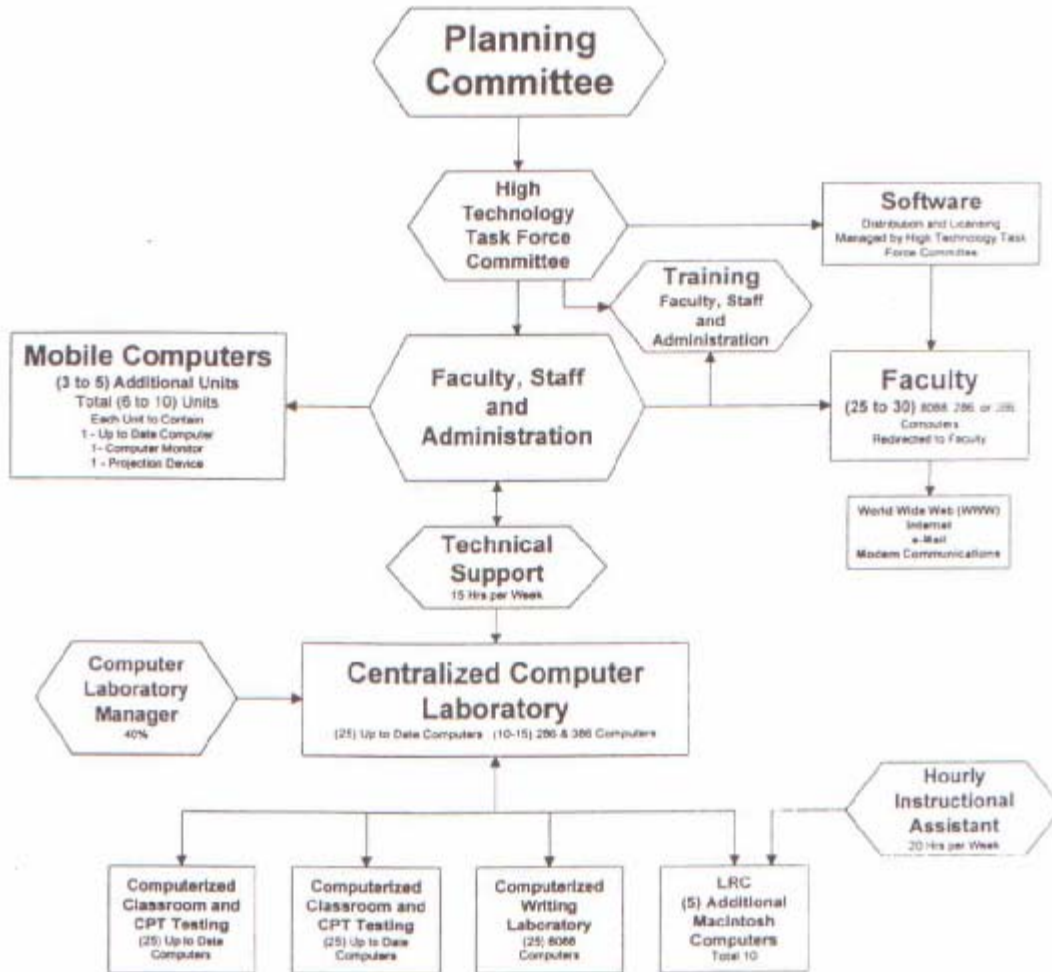 Planning
Committee
High
Technology
Task Force
Committee
Software
Distribution and Licensing
Managed by High Technology Task
Force Committee
Training
Faculty, Staff
and
Administration
Mobile Computers
(3 to 5) Additional Units
Total (6 to 10) Units
Each Unit to Contain
1 - Up to Date Computer
1- Computer Monitor
1 - Projection Device
Faculty, Staff
and
Administration
Faculty
(25 to 30) 8088, 286, or 386
Computers
Redirected to Faculty
World Wide Web (WWW)
Internet
e-Mail
Modem Communications
Technical
Support
15 Hrs per Week
Computer
Laboratory
Manager
40%
Centralized Computer
Laboratory
(25) Up to Date Computers (10-15) 286 & 386 Computers
Hourly
Instructional
Assistant
20 Hrs per Week
Computerized
Classroom and
CPT Testing
(25) Up to Date
Computers
Computerized
Classroom and
CPT Testing
(25) Up to Date
Computers
Computerized
Writing
Laboratory
(25) 8088
Computers
LRC
(5) Additional
Macintosh
Computers
Total 10